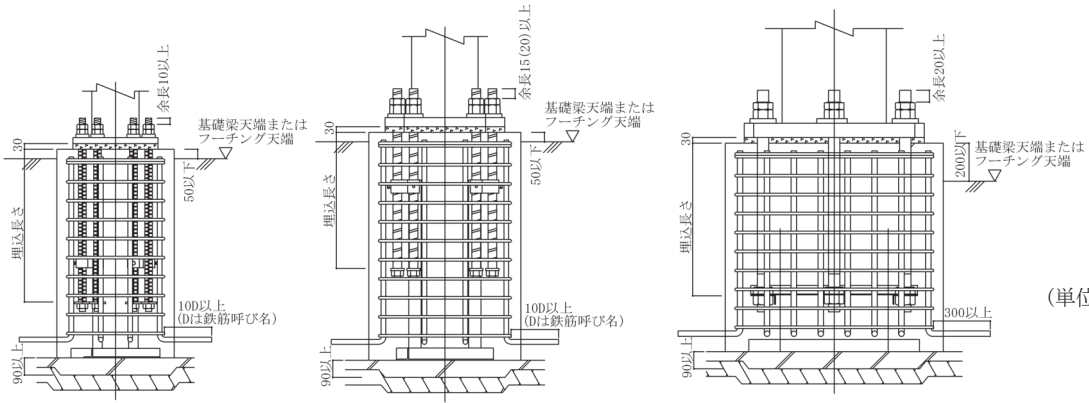 余長10以上
30
基礎梁天端または
フーチング天端
50以下
埋込長さ
10D以上
(Dは鉄筋呼び名)
90以上
余長15(20)以上
30
基礎梁天端または
フーチング天端
50以下
埋込長さ
10D以上
(Dは鉄筋呼び名)
90以上
余長20以上
30
基礎梁天端または
フーチング天端
200以下
埋込長さ
300以上
90以上
(単位